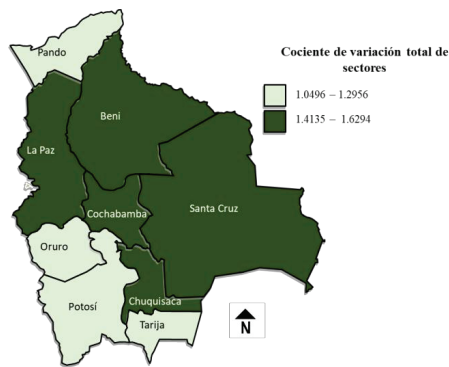 Pando
Cociente de variación total de
sectores
1.0496 – 1.2956
1.4135 – 1.6294
Beni
La Paz
Cochabamba
Santa Cruz
Oruro
Potosí
Chuquisaca
Tarija
N